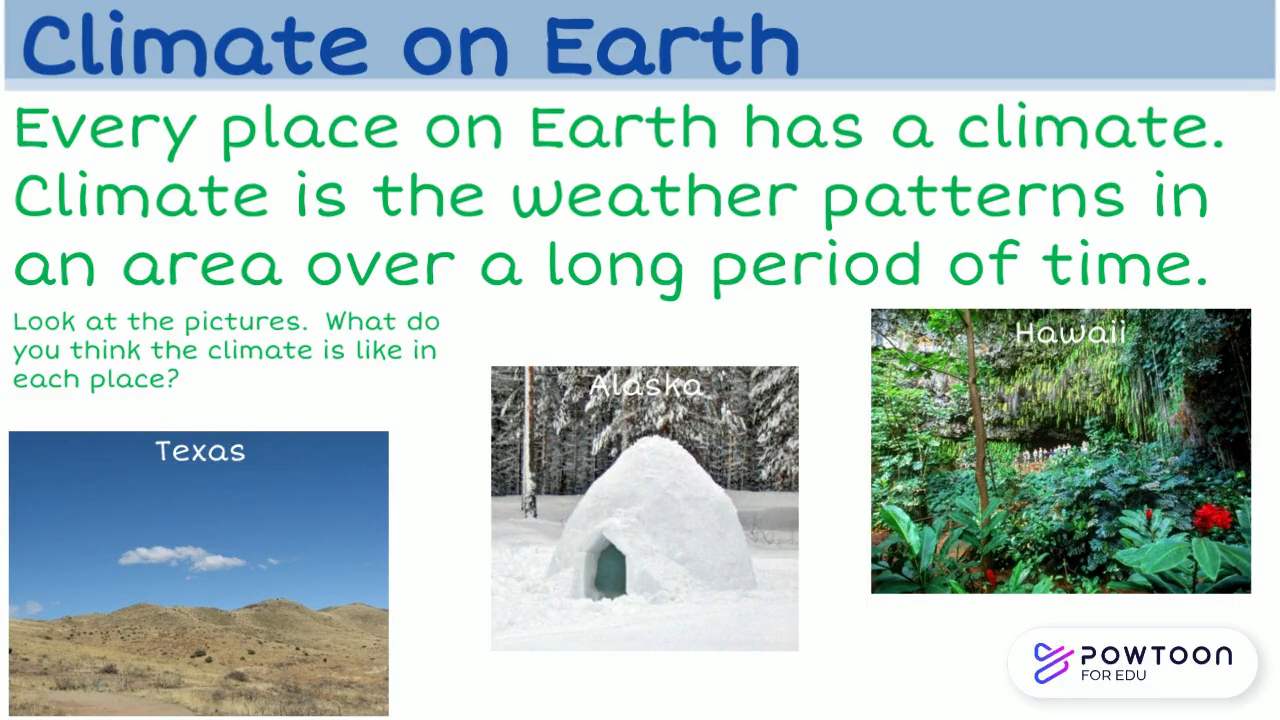 Climate on Earth
Every place on Earth has a climate.
Climate is the weather patterns in
an area over a long period of time.
Look at the pictures.  What do
you think the climate is like in
each place?
Texas
Alaska
Hawaii
POWTOON
FOR EDU